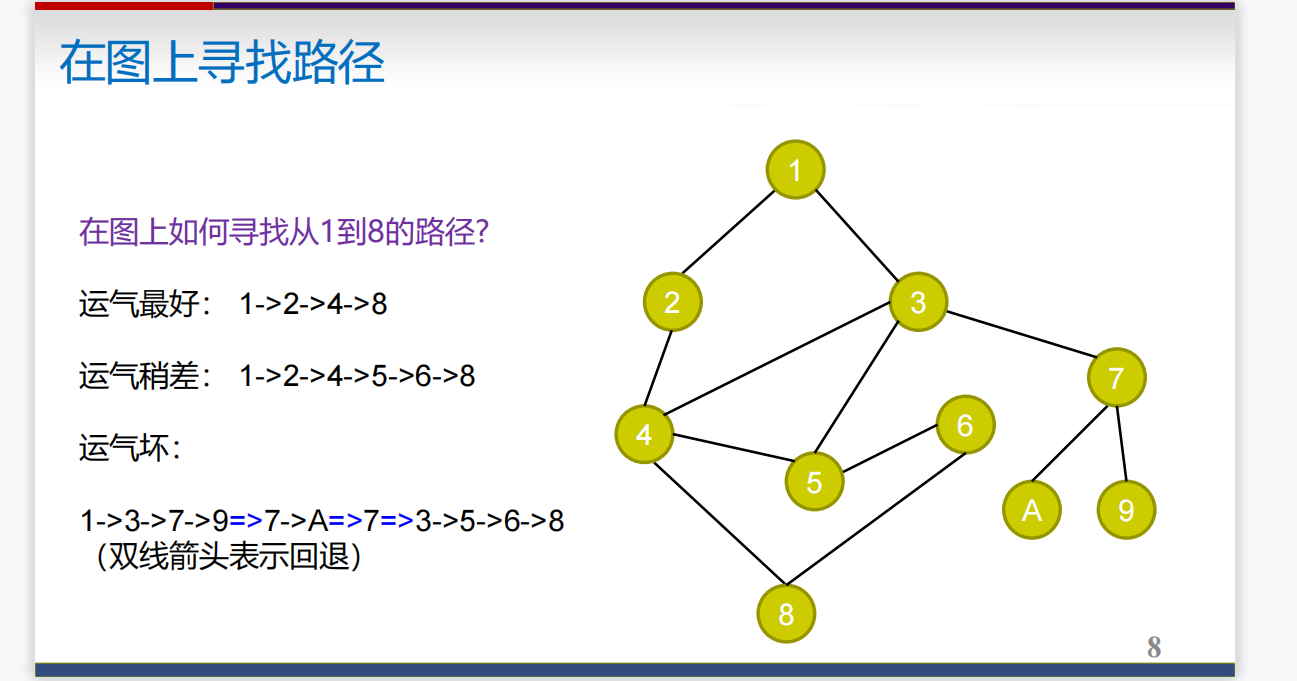 在图上寻找路径
在图上如何寻找从1到8的路径?
运气最好： 1->2->4->8
运气稍差： 1->2->4->5->6->8
运气坏：
1->3->7->9=>7->A=>7=>3->5->6->8
（双线箭头表示回退）
1
2
3
7
6
4
5
A
9
8
8